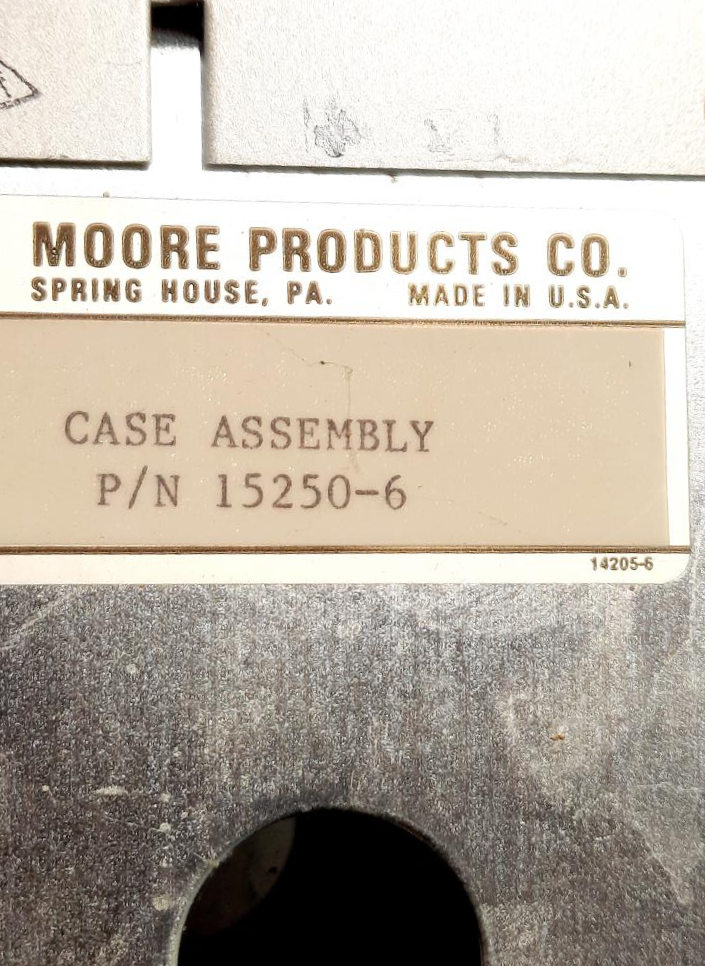 MOORE PRODUCTS CO.
SPRING HOUSE, PA. MADE IN U.S.A.
CASE ASSEMBLY
P/N 15250-6
14205-6